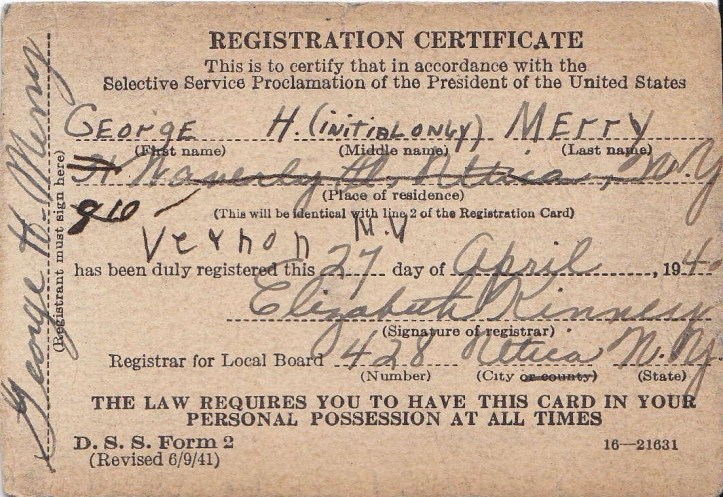 REGISTRATION CERTIFICATE
This is to certify that in accordance with the
Selective Service Proclamation of the President of the United States
GEOrgE H. (iNiTiAL ONLY) MErry
(First name) (Middle name) (Last name)
Waverly Pl. Utica, N.Y
(Place of residence)
910
(This will be identical with line 2 of the Registration Card)
Vernon N.Y
has been duly registered this 27 day of April, 194
Elizabeth Kinney
(Signature of registrar)
Registrar for Local Board 428 Utica N.Y.
(Number) (City or county) (State)
THE LAW REQUIRES YOU TO HAVE THIS CARD IN YOUR
PERSONAL POSSESSION AT ALL TIMES
D. S. S. Form 2
(Revised 6/9/41)
16—21631
George H. Merry
(Registrant must sign here)